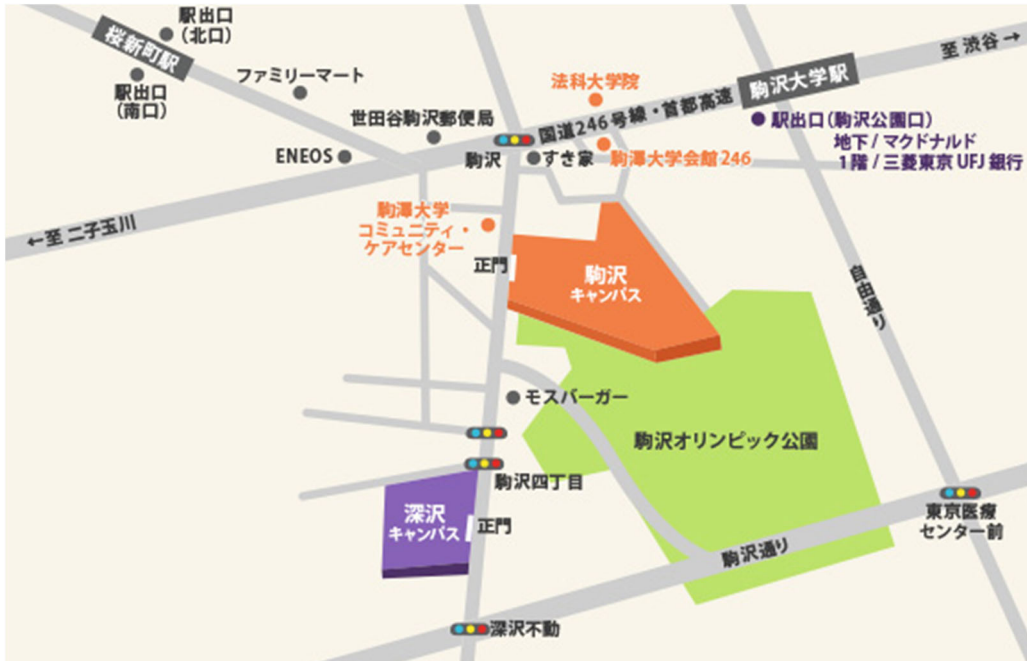 駅出口
(北口)
桜新町駅
駅出口
(南口)
ファミリーマート
世田谷駒沢郵便局
ENEOS
←至 二子玉川
駒沢
すき家
法科大学院
国道246号線・首都高速
駒澤大学会館246
駒沢大学駅
至 渋谷→
駅出口(駒沢公園口)
地下/マクドナルド
1階/三菱東京UFJ銀行
駒澤大学
コミュニティ・
ケアセンター
正門
駒沢
キャンパス
自由通り
モスバーガー
駒沢オリンピック公園
駒沢四丁目
深沢
キャンパス
正門
東京医療
センター前
駒沢通り
深沢不動